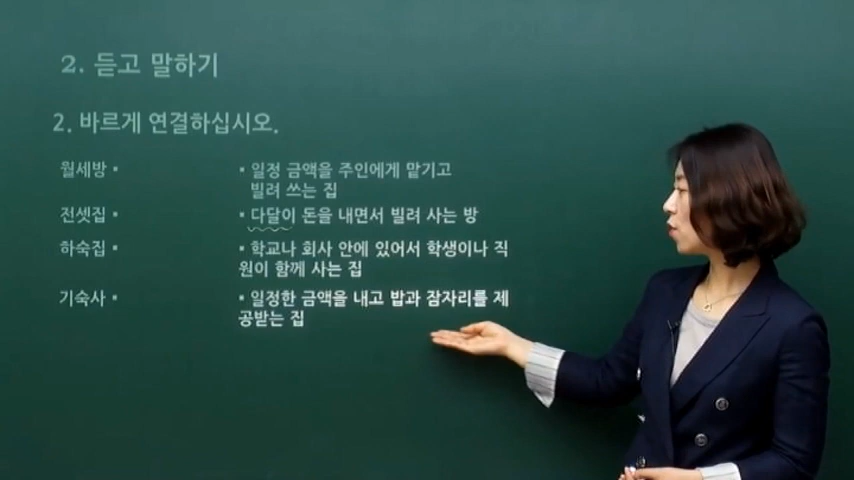 2. 듣고 말하기
2. 바르게 연결하십시오.
월세방 ▪
▪ 일정 금액을 주인에게 맡기고
빌려 쓰는 집
전셋집 ▪
▪ 다달이 돈을 내면서 빌려 사는 방
하숙집 ▪
▪ 학교나 회사 안에 있어서 학생이나 직
원이 함께 사는 집
기숙사 ▪
▪ 일정한 금액을 내고 밥과 잠자리를 제
공받는 집